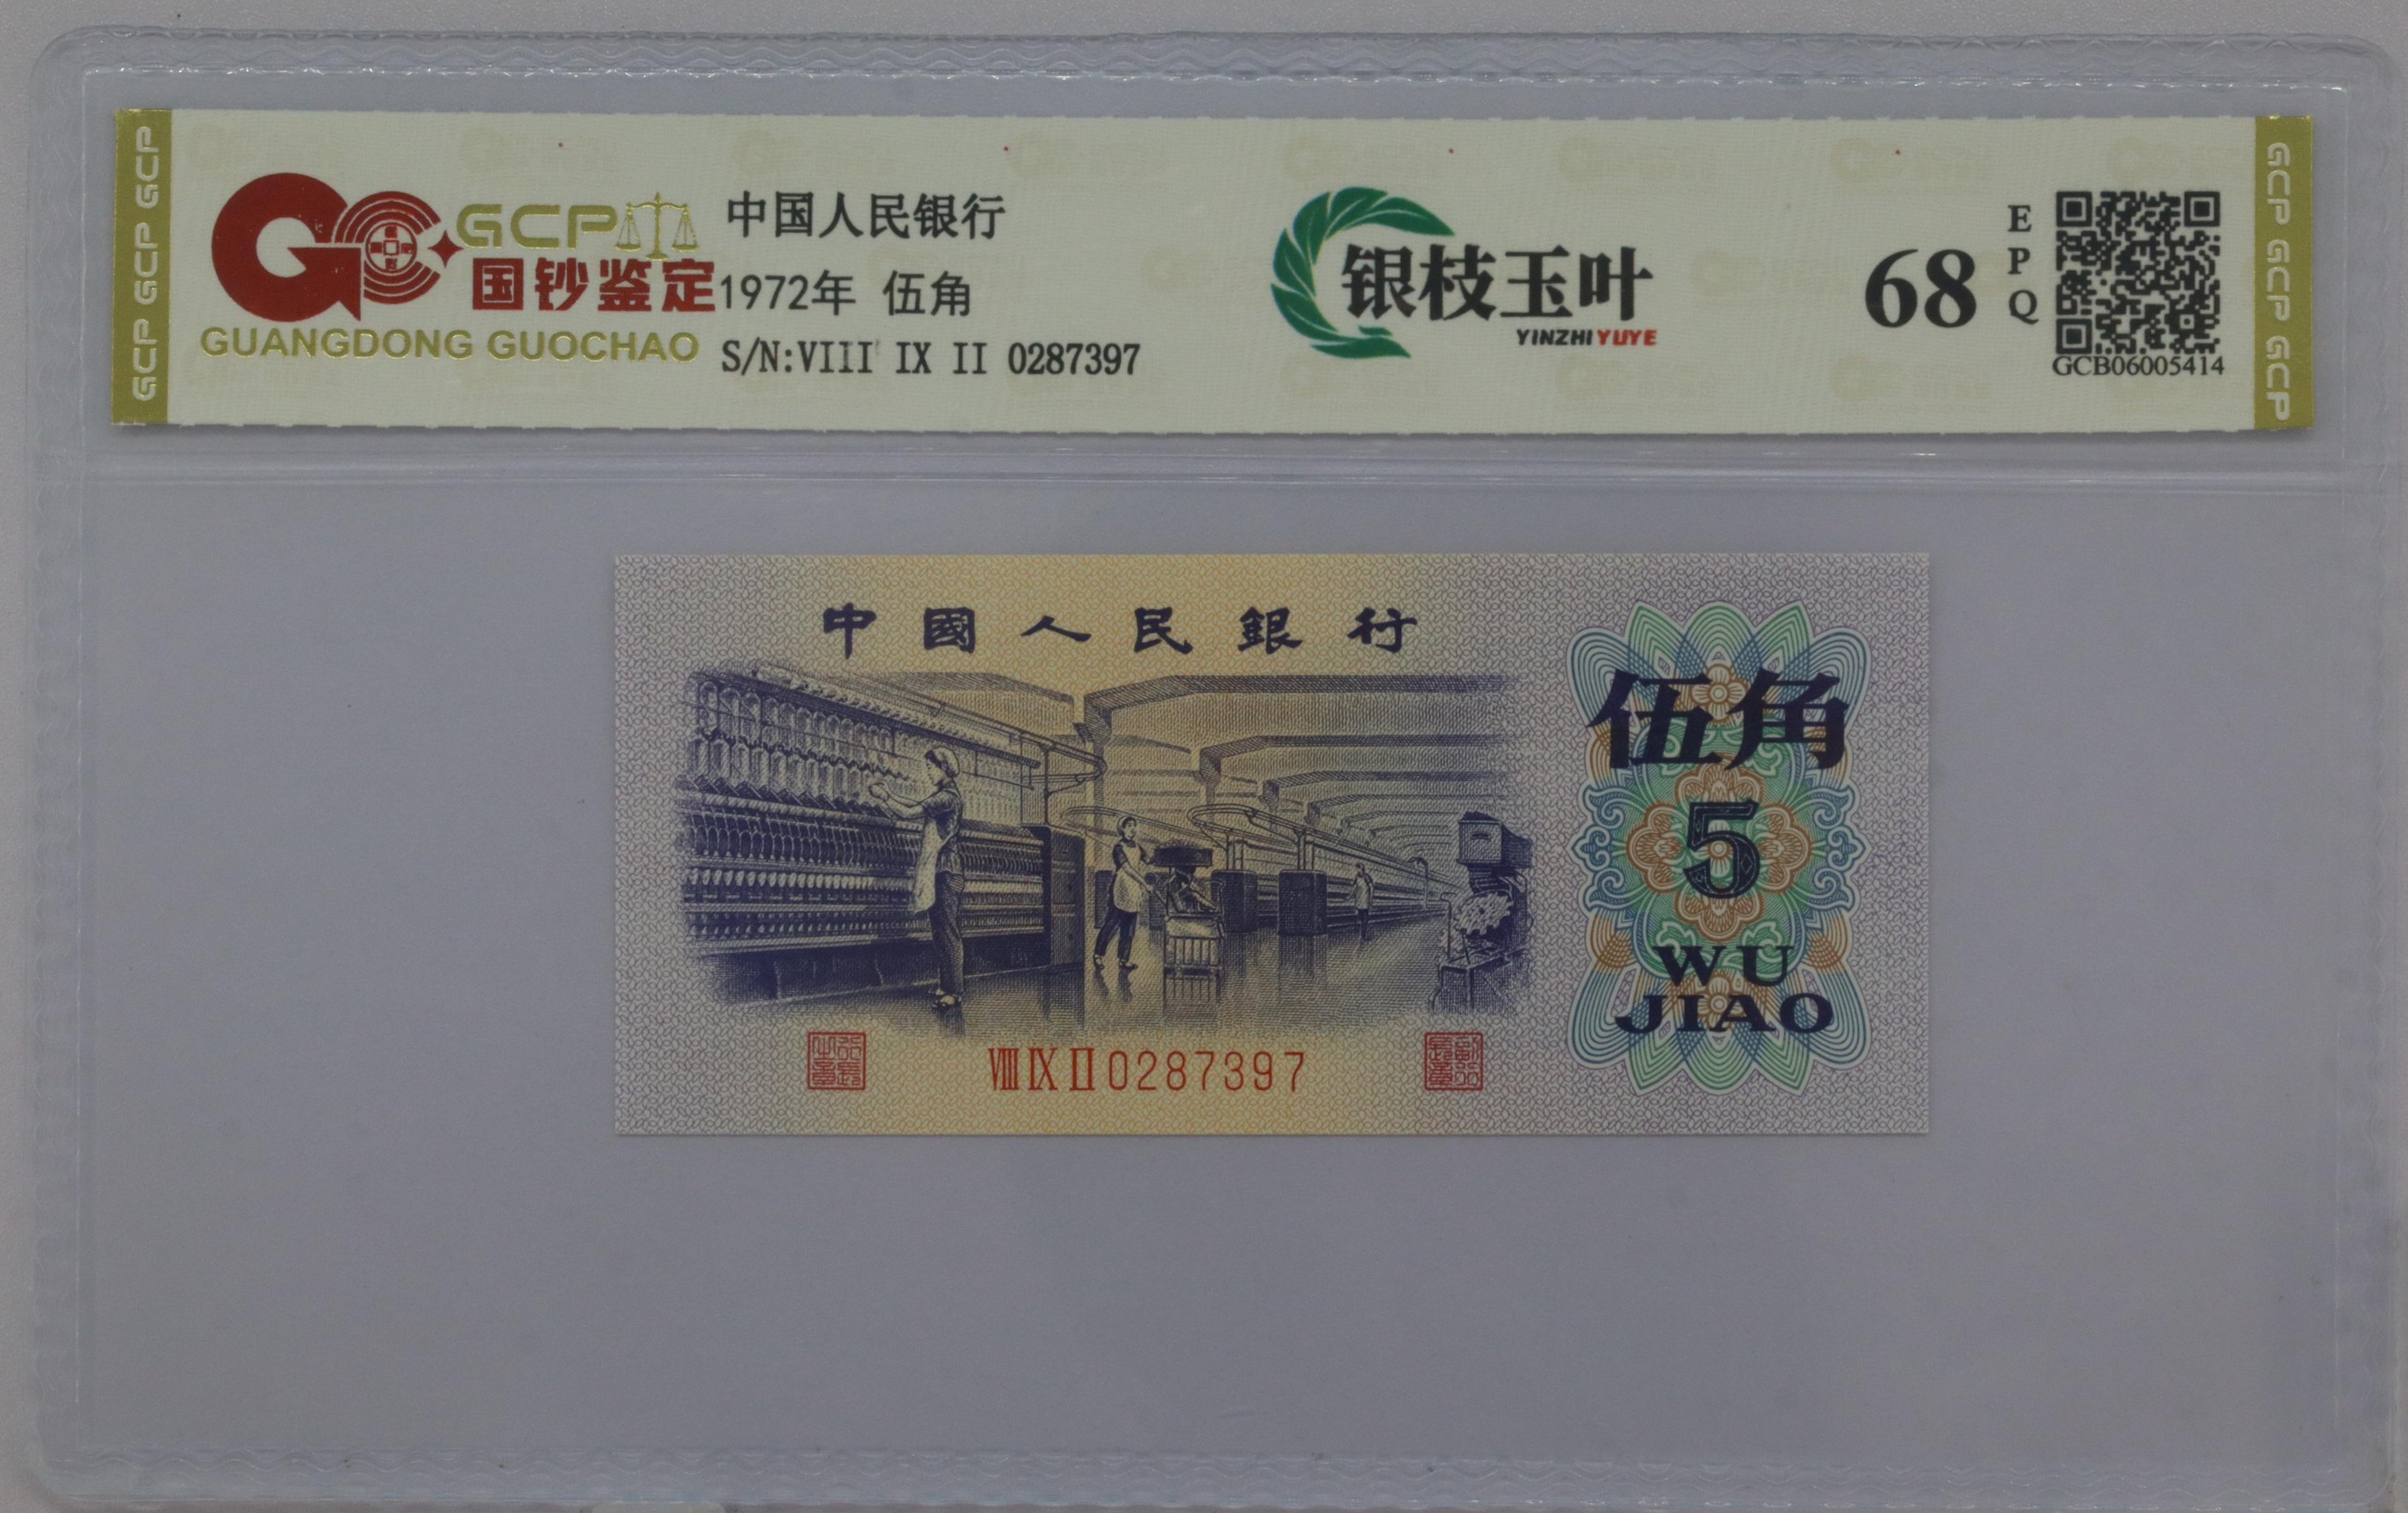 GCP GCP GCP
GCP
国钞鉴定
GUANGDONG GUOCHAO
中国人民银行
1972年 伍角
S/N:VIII IX II 0287397
银枝玉叶
YINZHIYUYE
68
EPQ
GCB06005414
GCP GCP GCP
中國人民銀行
伍角
5
WU
JIAO
VIII IX II 0287397